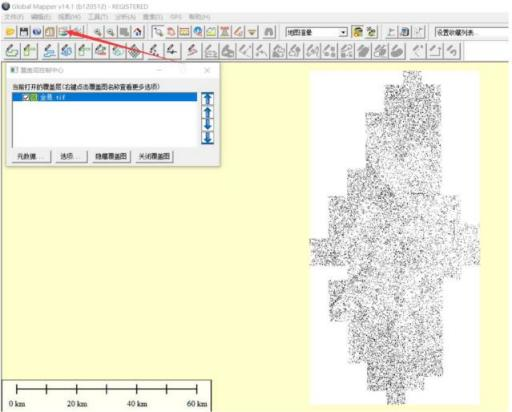 Global Mapper v14.1 (b120512) - REGISTERED
文件(F) 编辑(E) 视图(W) 工具(T) 分析(A) 搜索(S) GPS 帮助(H)
地图渲晕
设置收藏列表...
覆盖层控制中心
当前打开的覆盖层(右键点击覆盖图名称查看更多选项)
全县.tif
元数据... 选项... 隐藏覆盖图 关闭覆盖图
0 km 20 km 40 km 60 km